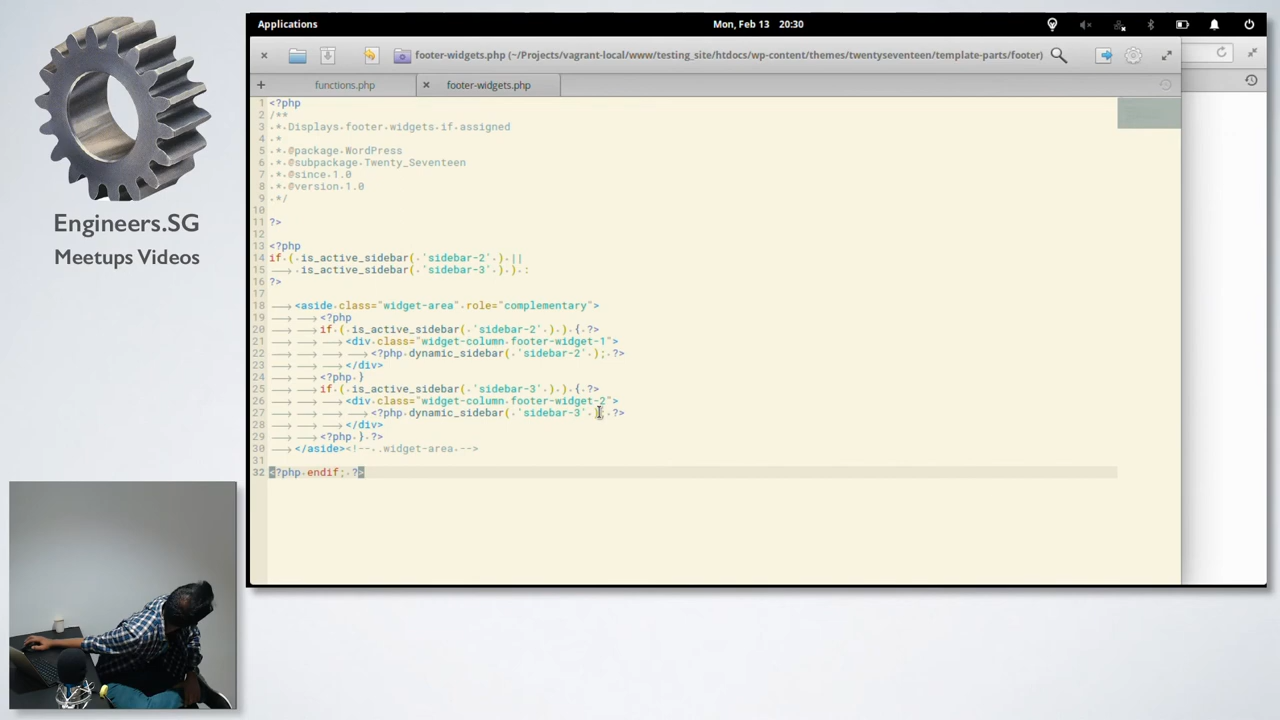 Applications
Mon, Feb 13 20:30
footer-widgets.php (~/Projects/vagrant-local/www/testing_site/htdocs/wp-content/themes/twentyseventeen/template-parts/footer)
functions.php
footer-widgets.php
1 <?php
2 /**
3 * Displays footer widgets if assigned
4 *
5 * @package WordPress
6 * @subpackage Twenty_Seventeen
7 * @since 1.0
8 * @version 1.0
9 */
10
11 ?>
12
13 <?php
14 if ( is_active_sidebar( 'sidebar-2' ) ||
15 is_active_sidebar( 'sidebar-3' ) ) :
16 ?>
17
18 <aside class="widget-area" role="complementary">
19 <?php
20 if ( is_active_sidebar( 'sidebar-2' ) ) { ?>
21 <div class="widget-column footer-widget-1">
22 <?php dynamic_sidebar( 'sidebar-2' ); ?>
23 </div>
24 <?php }
25 if ( is_active_sidebar( 'sidebar-3' ) ) { ?>
26 <div class="widget-column footer-widget-2">
27 <?php dynamic_sidebar( 'sidebar-3' ); ?>
28 </div>
29 <?php } ?>
30 </aside><!-- .widget-area -->
31
32 <?php endif; ?>
Engineers.SG
Meetups Videos